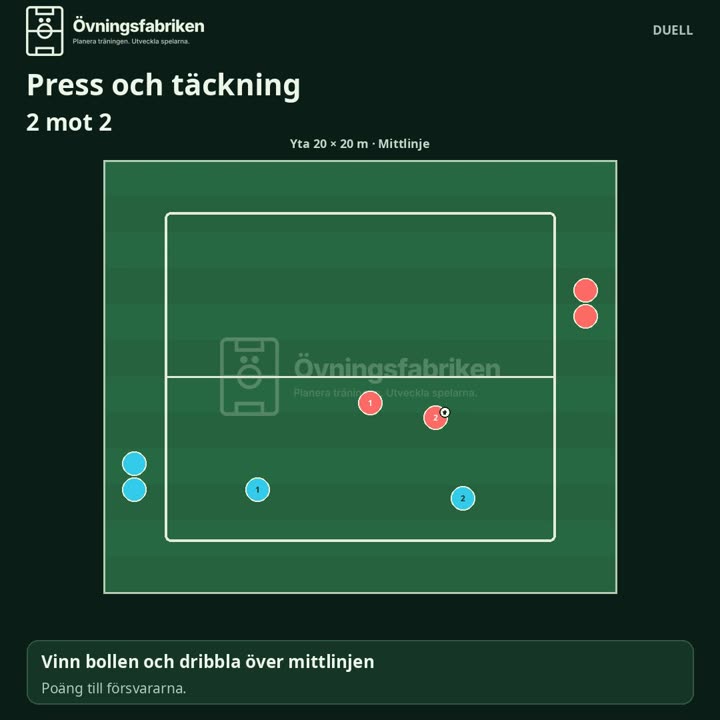 Övningsfabriken
Planera träningen. Utveckla spelarna.
DUELL
Press och täckning
2 mot 2
Yta 20 × 20 m · Mittlinje
Övningsfabriken
Planera träningen. Utveckla spelarna.
1
2
1
2
Vinn bollen och dribbla över mittlinjen
Poäng till försvararna.